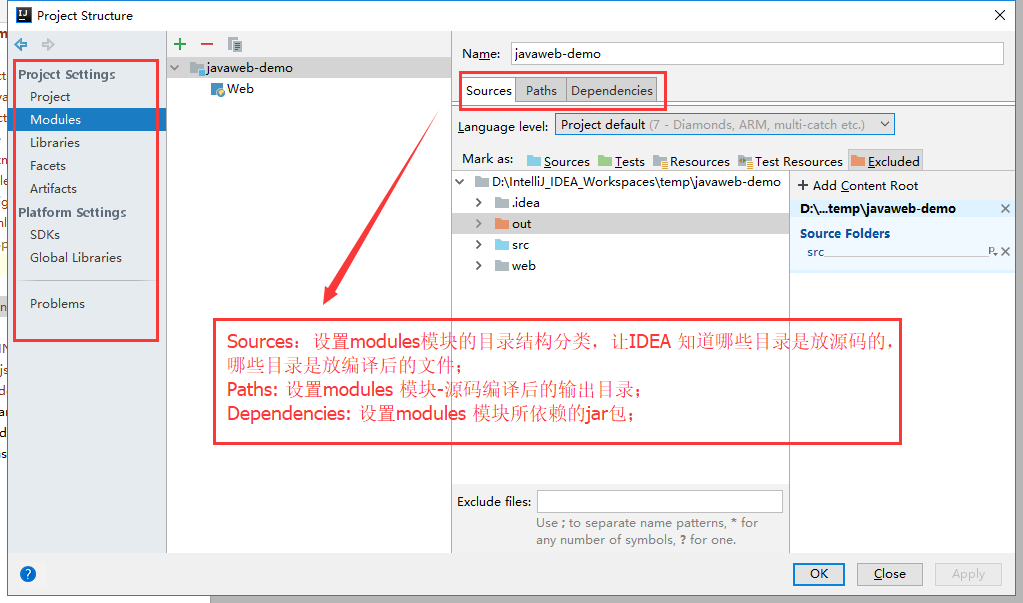 Project Structure
Project Settings
Project
Modules
Libraries
Facets
Artifacts
Platform Settings
SDKs
Global Libraries
Problems
javaweb-demo
Web
Name: javaweb-demo
Sources Paths Dependencies
Language level: Project default (7 - Diamonds, ARM, multi-catch etc.)
Mark as: Sources Tests Resources Test Resources Excluded
D:\IntelliJ_IDEA_Workspaces\temp\javaweb-demo
.idea
out
src
web
+ Add Content Root
D:\...temp\javaweb-demo
Source Folders
src
Sources：设置modules模块的目录结构分类，让IDEA 知道哪些目录是放源码的，
哪些目录是放编译后的文件；
Paths: 设置modules 模块-源码编译后的输出目录；
Dependencies: 设置modules 模块所依赖的jar包；
Exclude files:
Use ; to separate name patterns, * for
any number of symbols, ? for one.
?
OK Close Apply